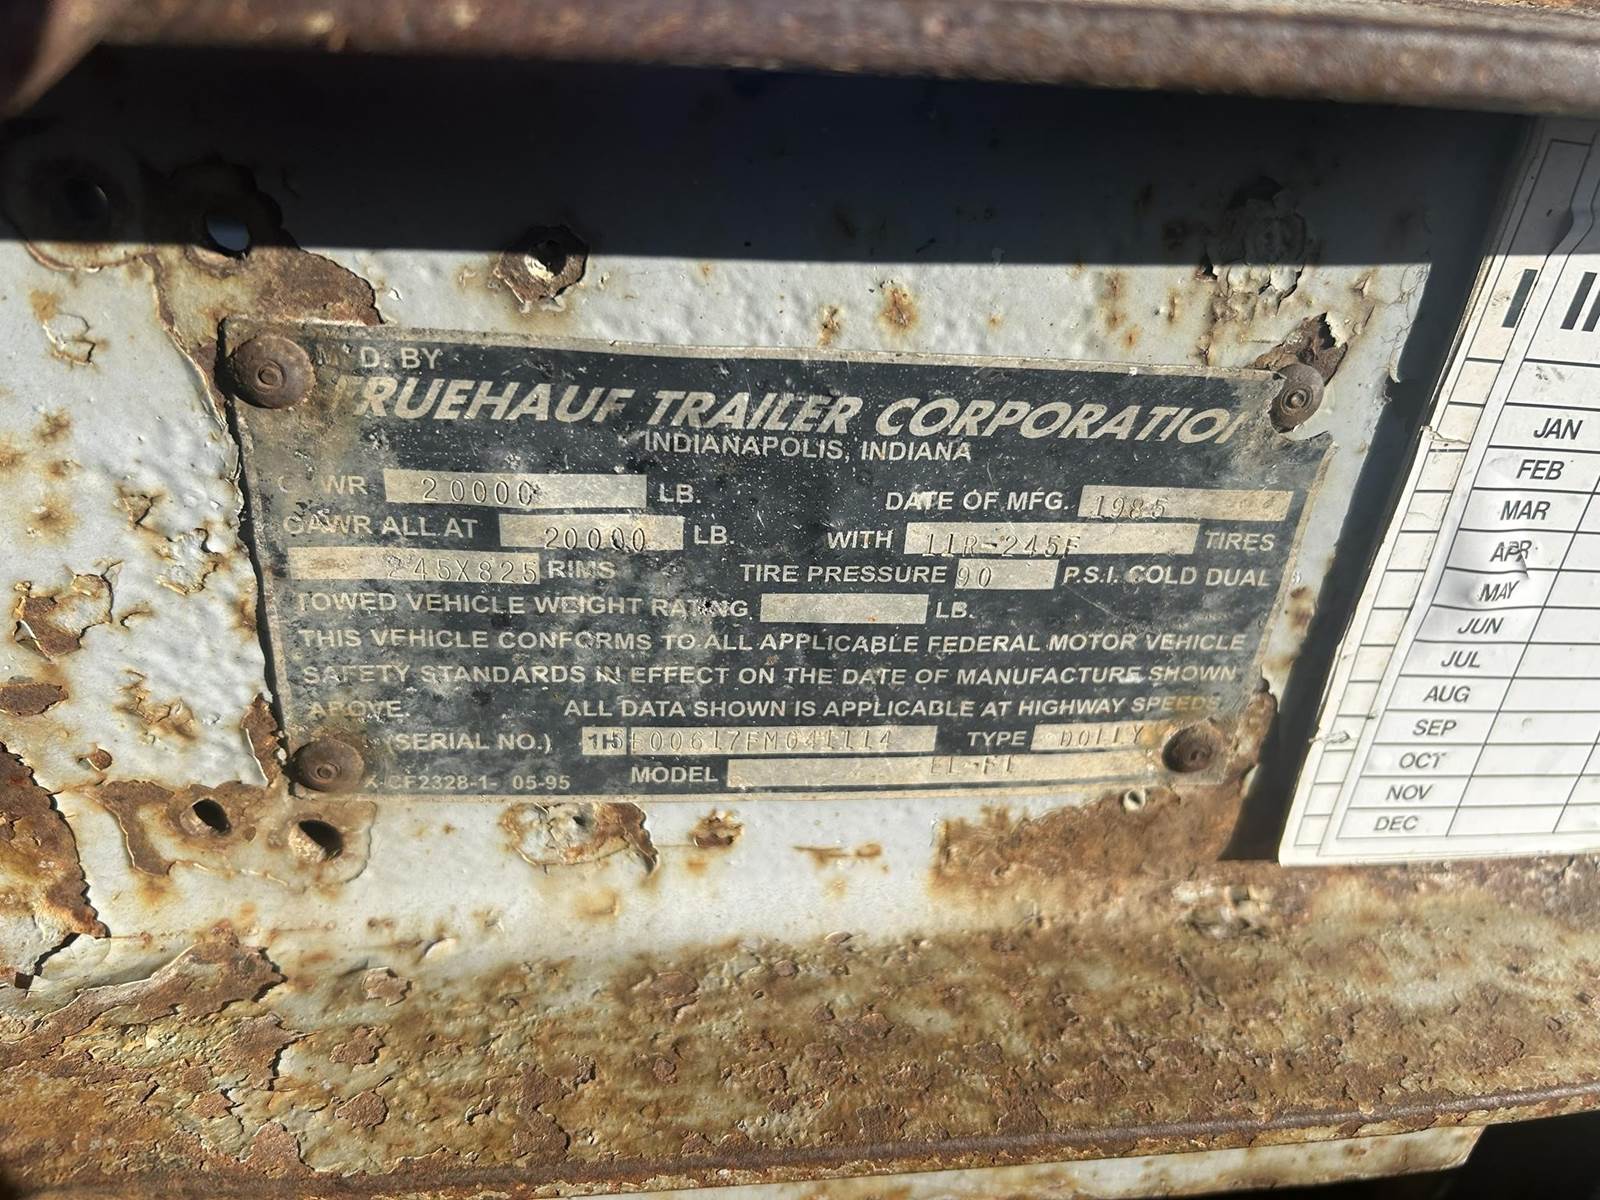 D. BY
FRUEHAUF TRAILER CORPORATION
INDIANAPOLIS, INDIANA
GVWR 20000 LB. DATE OF MFG. 1985
GAWR ALL AT 20000 LB. WITH 11R-245F TIRES
245X825 RIMS TIRE PRESSURE 90 P.S.I. COLD DUAL
TOWED VEHICLE WEIGHT RATING LB.
THIS VEHICLE CONFORMS TO ALL APPLICABLE FEDERAL MOTOR VEHICLE
SAFETY STANDARDS IN EFFECT ON THE DATE OF MANUFACTURE SHOWN
ABOVE. ALL DATA SHOWN IS APPLICABLE AT HIGHWAY SPEEDS
(SERIAL NO.) TYPE DOLLY
CF2328-1- 05-95 MODEL
JAN
FEB
MAR
APR
MAY
JUN
JUL
AUG
SEP
OCT
NOV
DEC